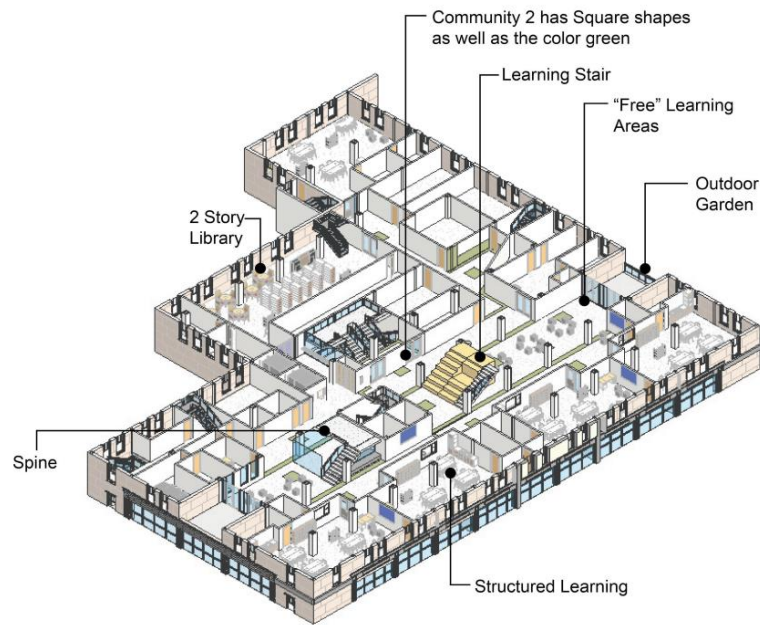 Community 2 has Square shapes
as well as the color green
Learning Stair
“Free” Learning
Areas
Outdoor
Garden
2 Story
Library
Spine
Structured Learning